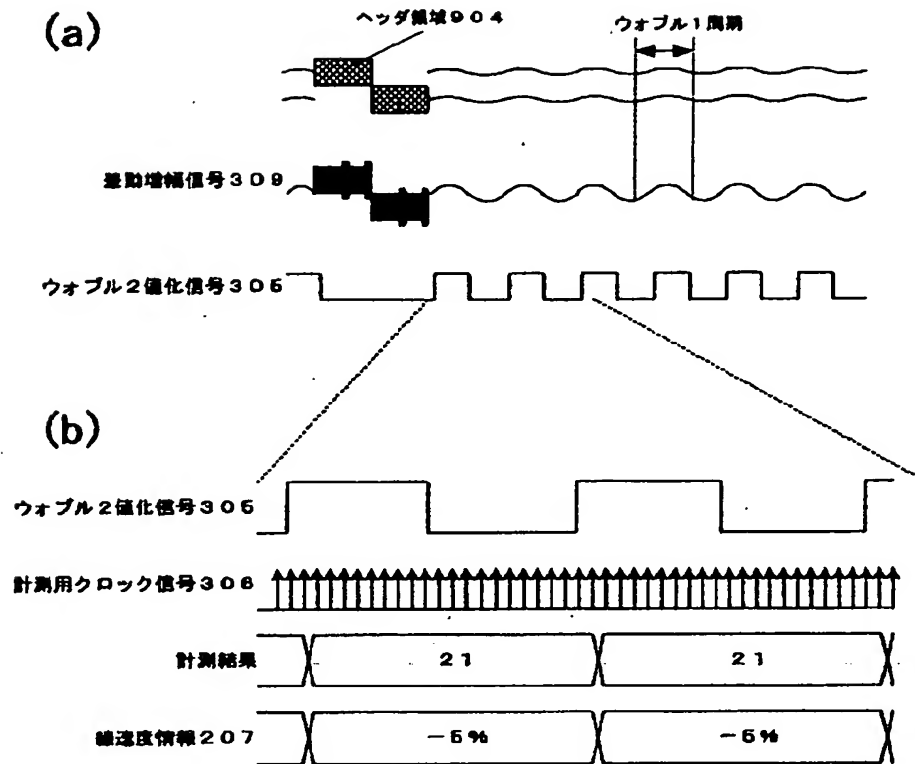 (a)
ヘッダ領域904
ウォブル1周期
差動増幅信号309
ウォブル2値化信号305
(b)
ウォブル2値化信号305
計測用クロック信号306
計測結果
21
21
線速度情報207
−5%
−5%